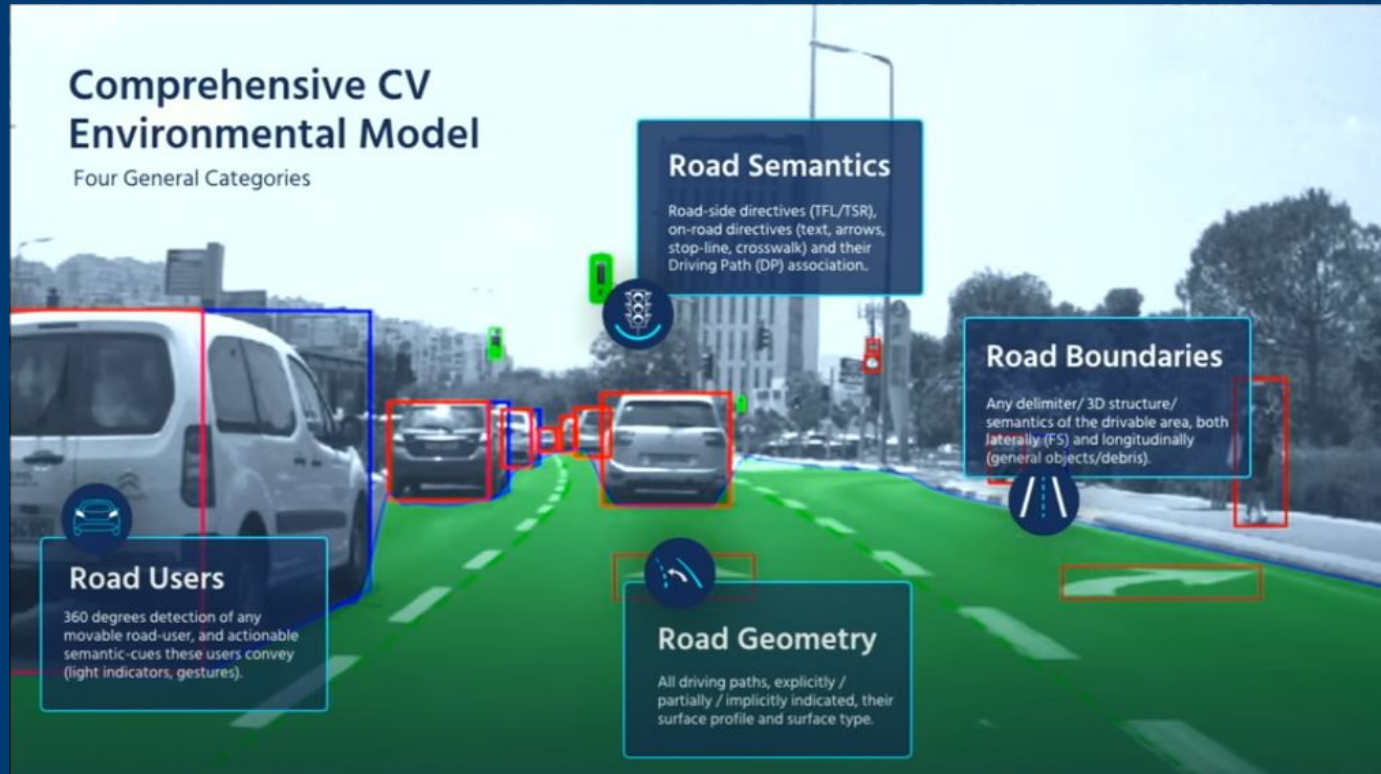 Comprehensive CV
Environmental Model
Four General Categories
Road Semantics
Road-side directives (TFL/TSR),
on-road directives (text, arrows,
stop-line, crosswalk) and their
Driving Path (DP) association..
Road Boundaries
Any delimiter/ 3D structure/
semantics of the drivable area, both
laterally (FS) and longitudinally
(general objects/debris).
Road Users
360 degrees detection of any
movable road-user, and actionable
semantic-cues these users convey
(light indicators, gestures).
Road Geometry
All driving paths, explicitly /
partially / implicitly indicated, their
surface profile and surface type.